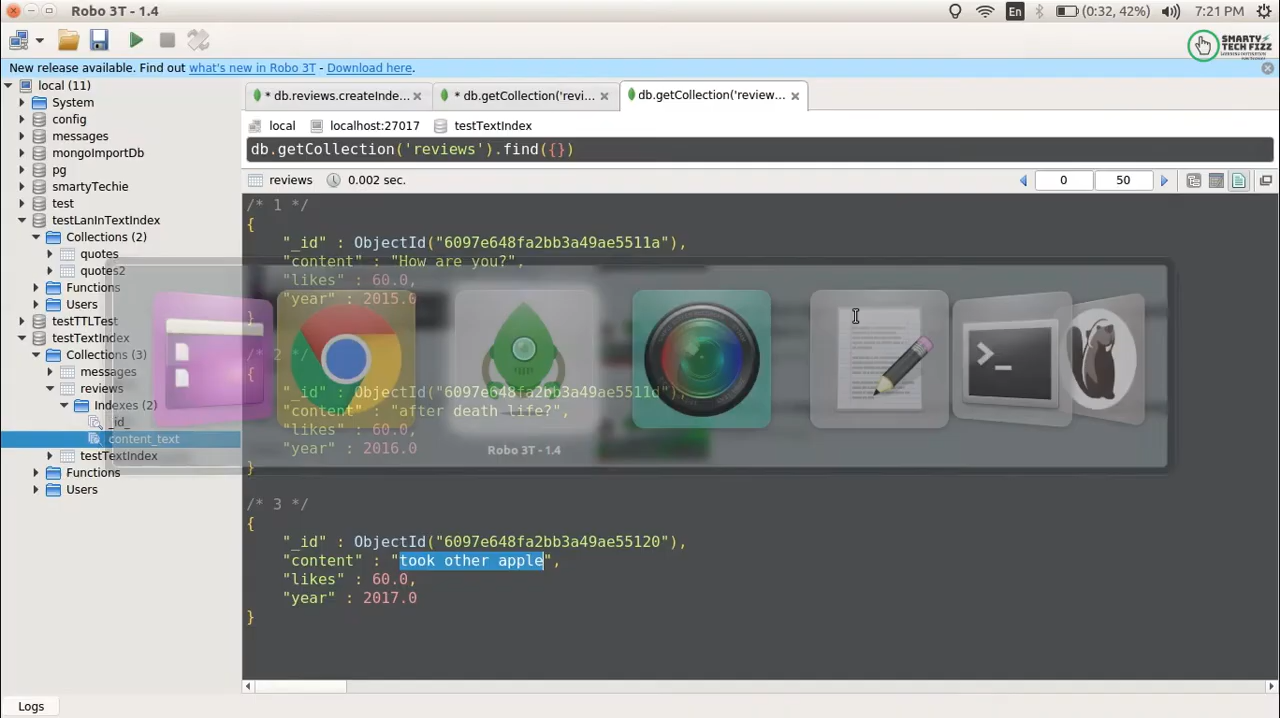 Robo 3T - 1.4
En
(0:32, 42%)
7:21 PM
SMARTY
TECH FIZZ
New release available. Find out what's new in Robo 3T - Download here.
local (11)
System
config
messages
mongoImportDb
pg
smartyTechie
test
testLanInTextIndex
Collections (2)
quotes
quotes2
Functions
Users
testTTLTest
testTextIndex
Collections (3)
messages
reviews
Indexes (2)
_id_
content_text
testTextIndex
Functions
Users
* db.reviews.createInde...
* db.getCollection('revi...
db.getCollection('review...
local
localhost:27017
testTextIndex
db.getCollection('reviews').find({})
reviews
0.002 sec.
0
50
/* 1 */
{
"_id" : ObjectId("6097e648fa2bb3a49ae5511a"),
"content" : "How are you?",
"likes" : 60.0,
"year" : 2015.0
}
/* 2 */
{
"_id" : ObjectId("6097e648fa2bb3a49ae5511d"),
"content" : "after death life?",
"likes" : 60.0,
"year" : 2016.0
}
Robo 3T - 1.4
/* 3 */
{
"_id" : ObjectId("6097e648fa2bb3a49ae55120"),
"content" : "took other apple",
"likes" : 60.0,
"year" : 2017.0
}
Logs